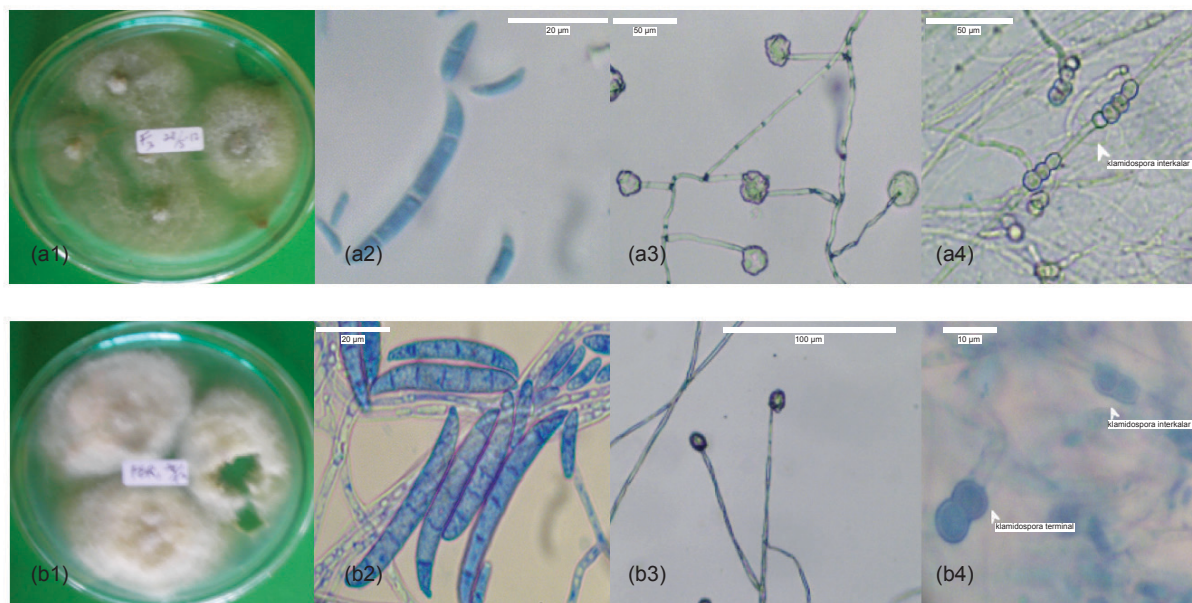 20 µm
50 µm
50 µm
klamidospora interkalar
(a1)
(a2)
(a3)
(a4)
20 µm
100 µm
10 µm
klamidospora interkalar
klamidospora terminal
(b1)
(b2)
(b3)
(b4)